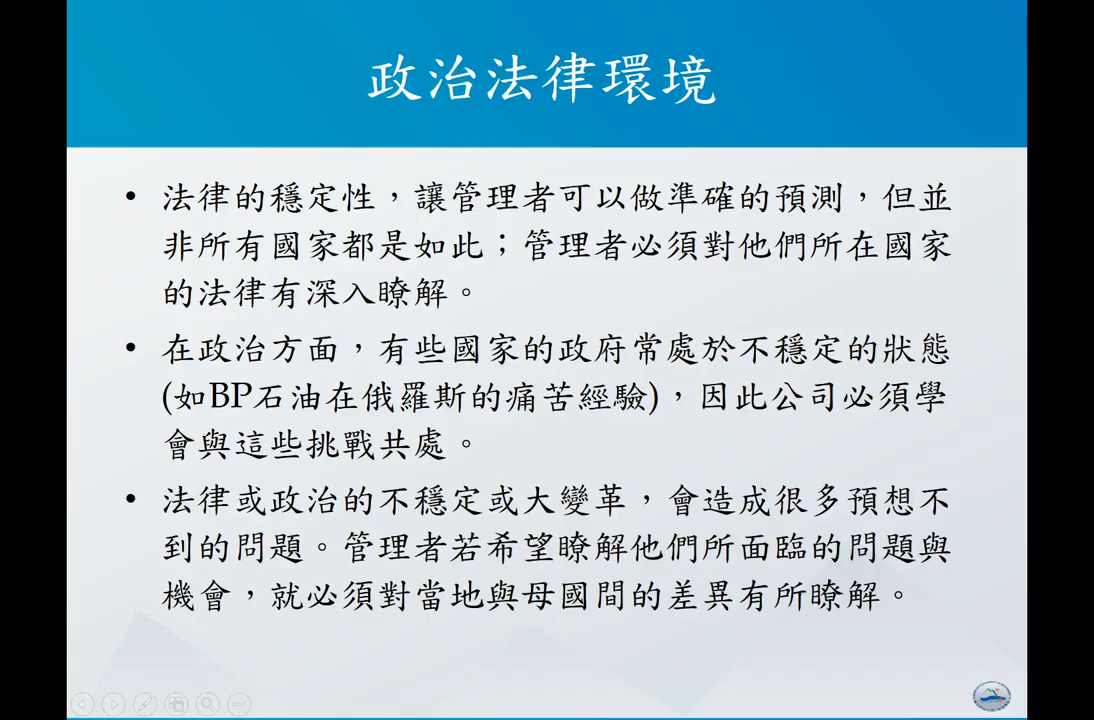 政治法律環境
• 法律的穩定性，讓管理者可以做準確的預測，但並
非所有國家都是如此；管理者必須對他們所在國家
的法律有深入瞭解。
• 在政治方面，有些國家的政府常處於不穩定的狀態
(如BP石油在俄羅斯的痛苦經驗)，因此公司必須學
會與這些挑戰共處。
• 法律或政治的不穩定或大變革，會造成很多預想不
到的問題。管理者若希望瞭解他們所面臨的問題與
機會，就必須對當地與母國間的差異有所瞭解。